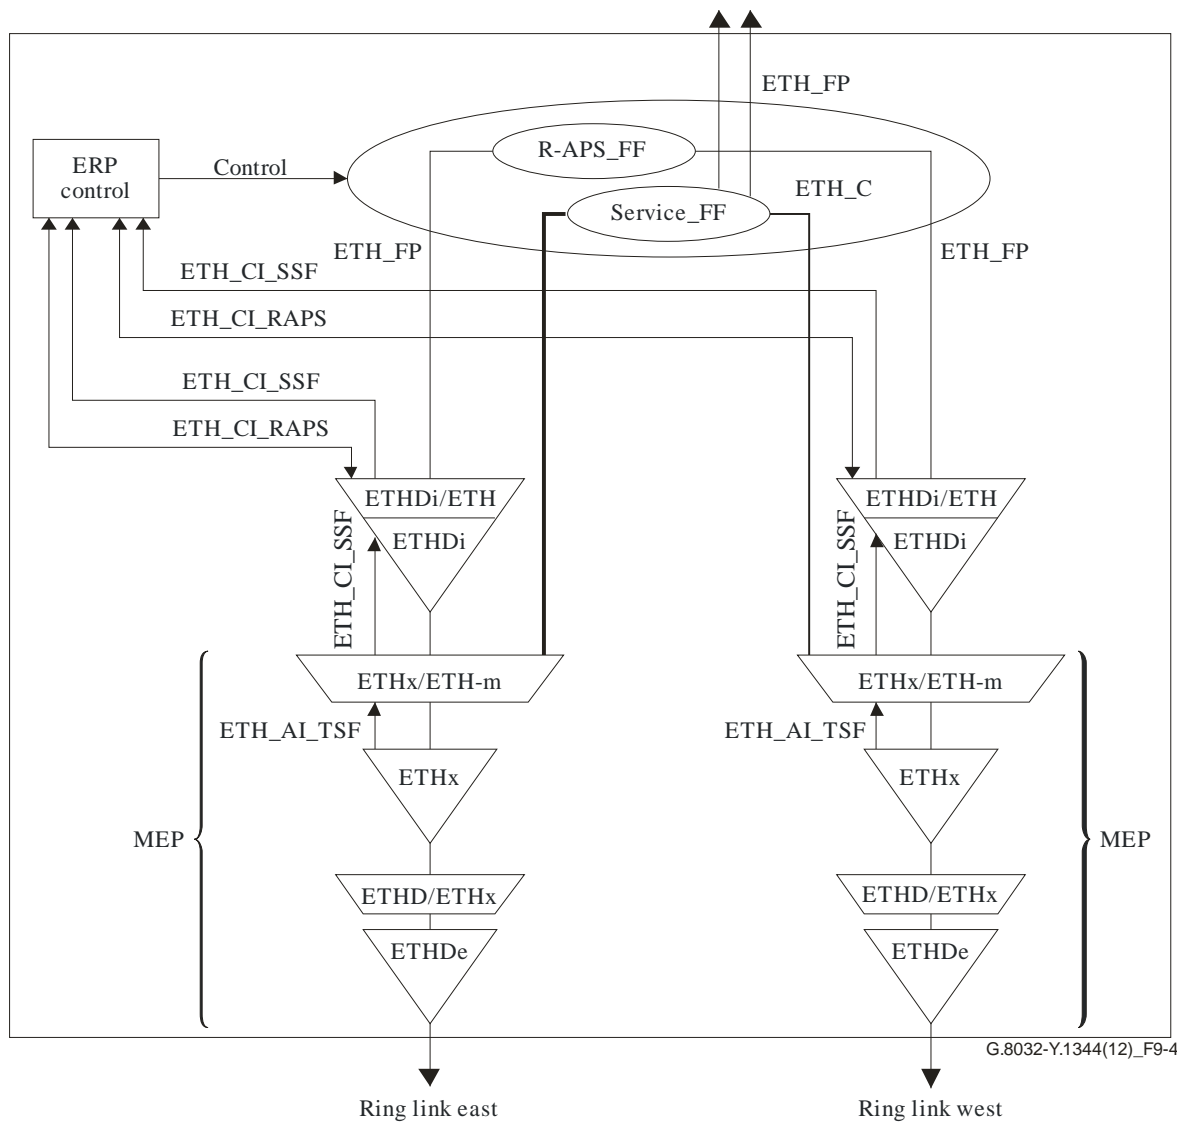 ETH_FP
R-APS_FF
ERP
control
Control
ETH_C
Service_FF
ETH_FP
ETH_FP
ETH_CI_SSF
ETH_CI_RAPS
ETH_CI_SSF
ETH_CI_RAPS
ETHDi/ETH
ETHDi/ETH
ETHDi
ETHDi
ETH_CI_SSF
ETH_CI_SSF
ETHx/ETH-m
ETHx/ETH-m
ETH_AI_TSF
ETH_AI_TSF
ETHx
ETHx
MEP
MEP
ETHD/ETHx
ETHD/ETHx
ETHDe
ETHDe
G.8032-Y.1344(12)_F9-4
Ring link east
Ring link west